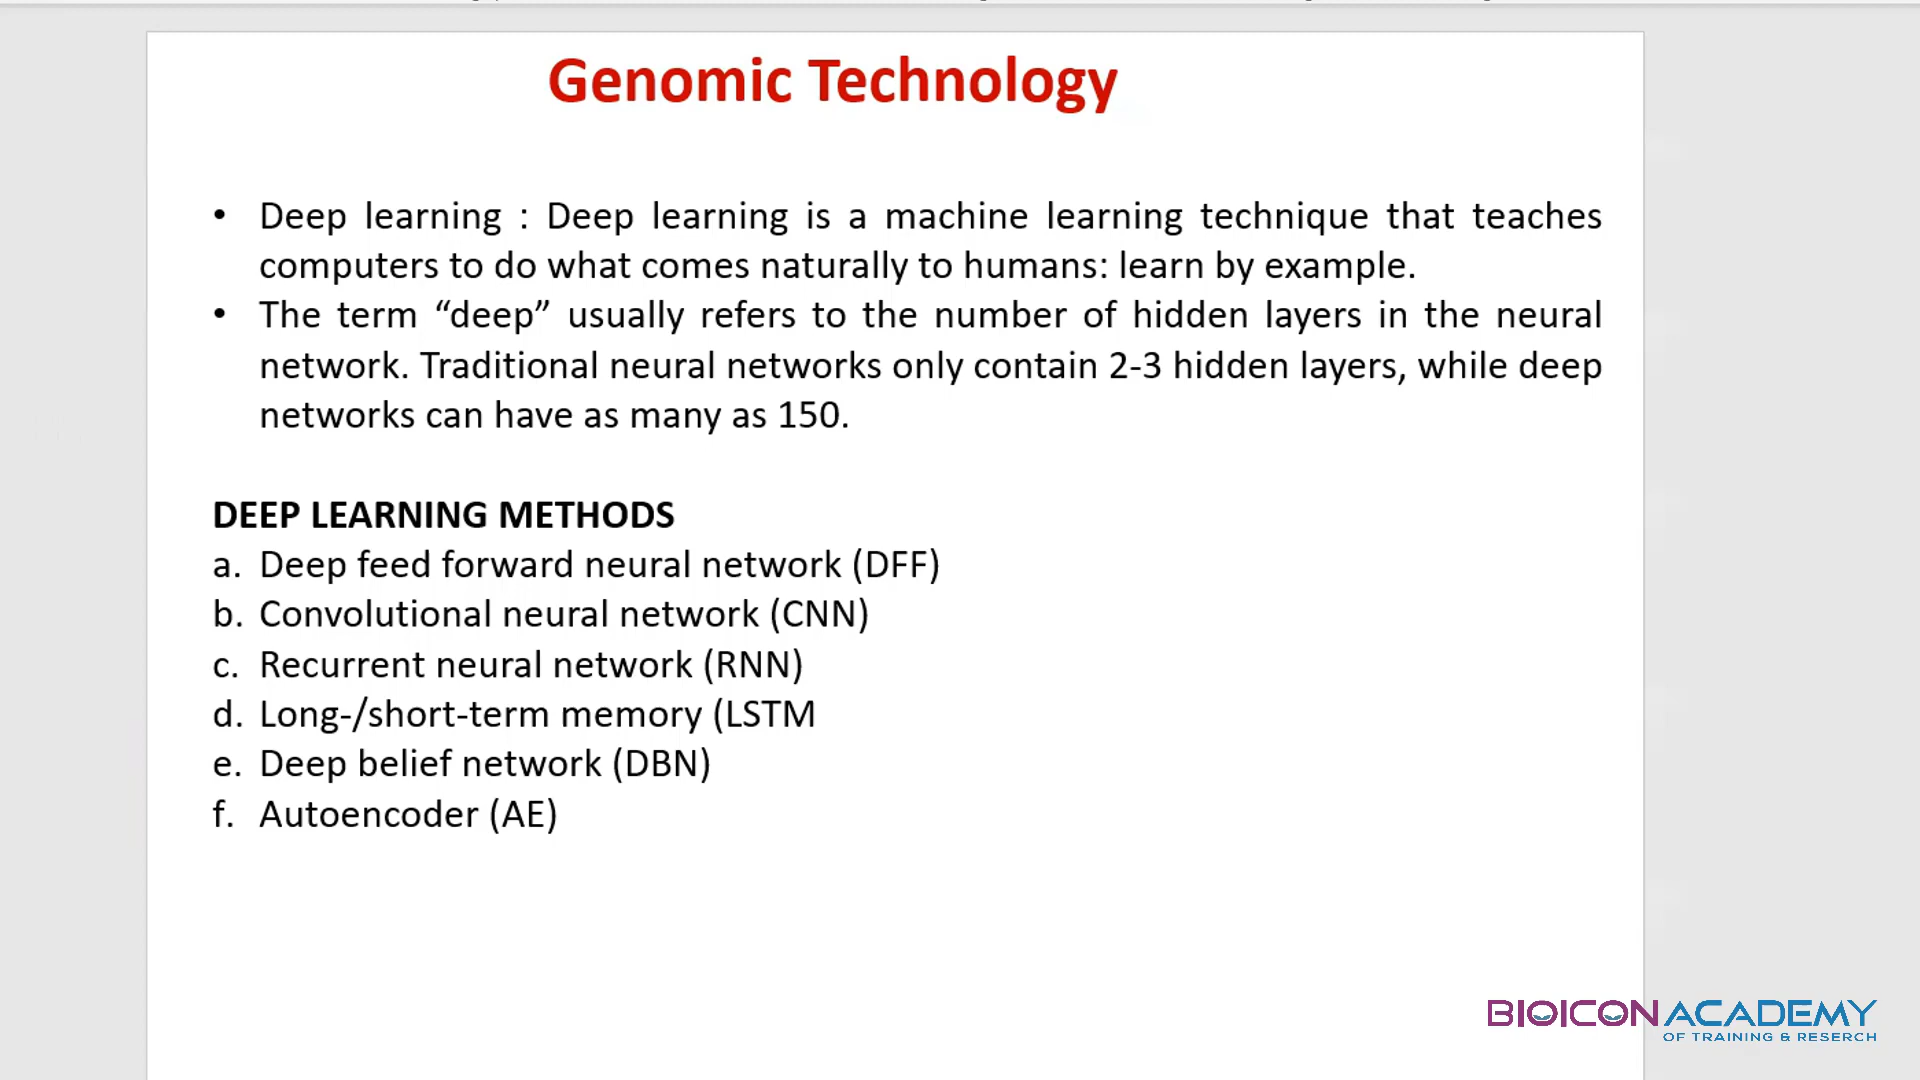 Genomic Technology
• Deep learning : Deep learning is a machine learning technique that teaches
computers to do what comes naturally to humans: learn by example.
• The term “deep” usually refers to the number of hidden layers in the neural
network. Traditional neural networks only contain 2-3 hidden layers, while deep
networks can have as many as 150.
DEEP LEARNING METHODS
a. Deep feed forward neural network (DFF)
b. Convolutional neural network (CNN)
c. Recurrent neural network (RNN)
d. Long-/short-term memory (LSTM
e. Deep belief network (DBN)
f. Autoencoder (AE)
BIOICON ACADEMY
OF TRAINING & RESERCH